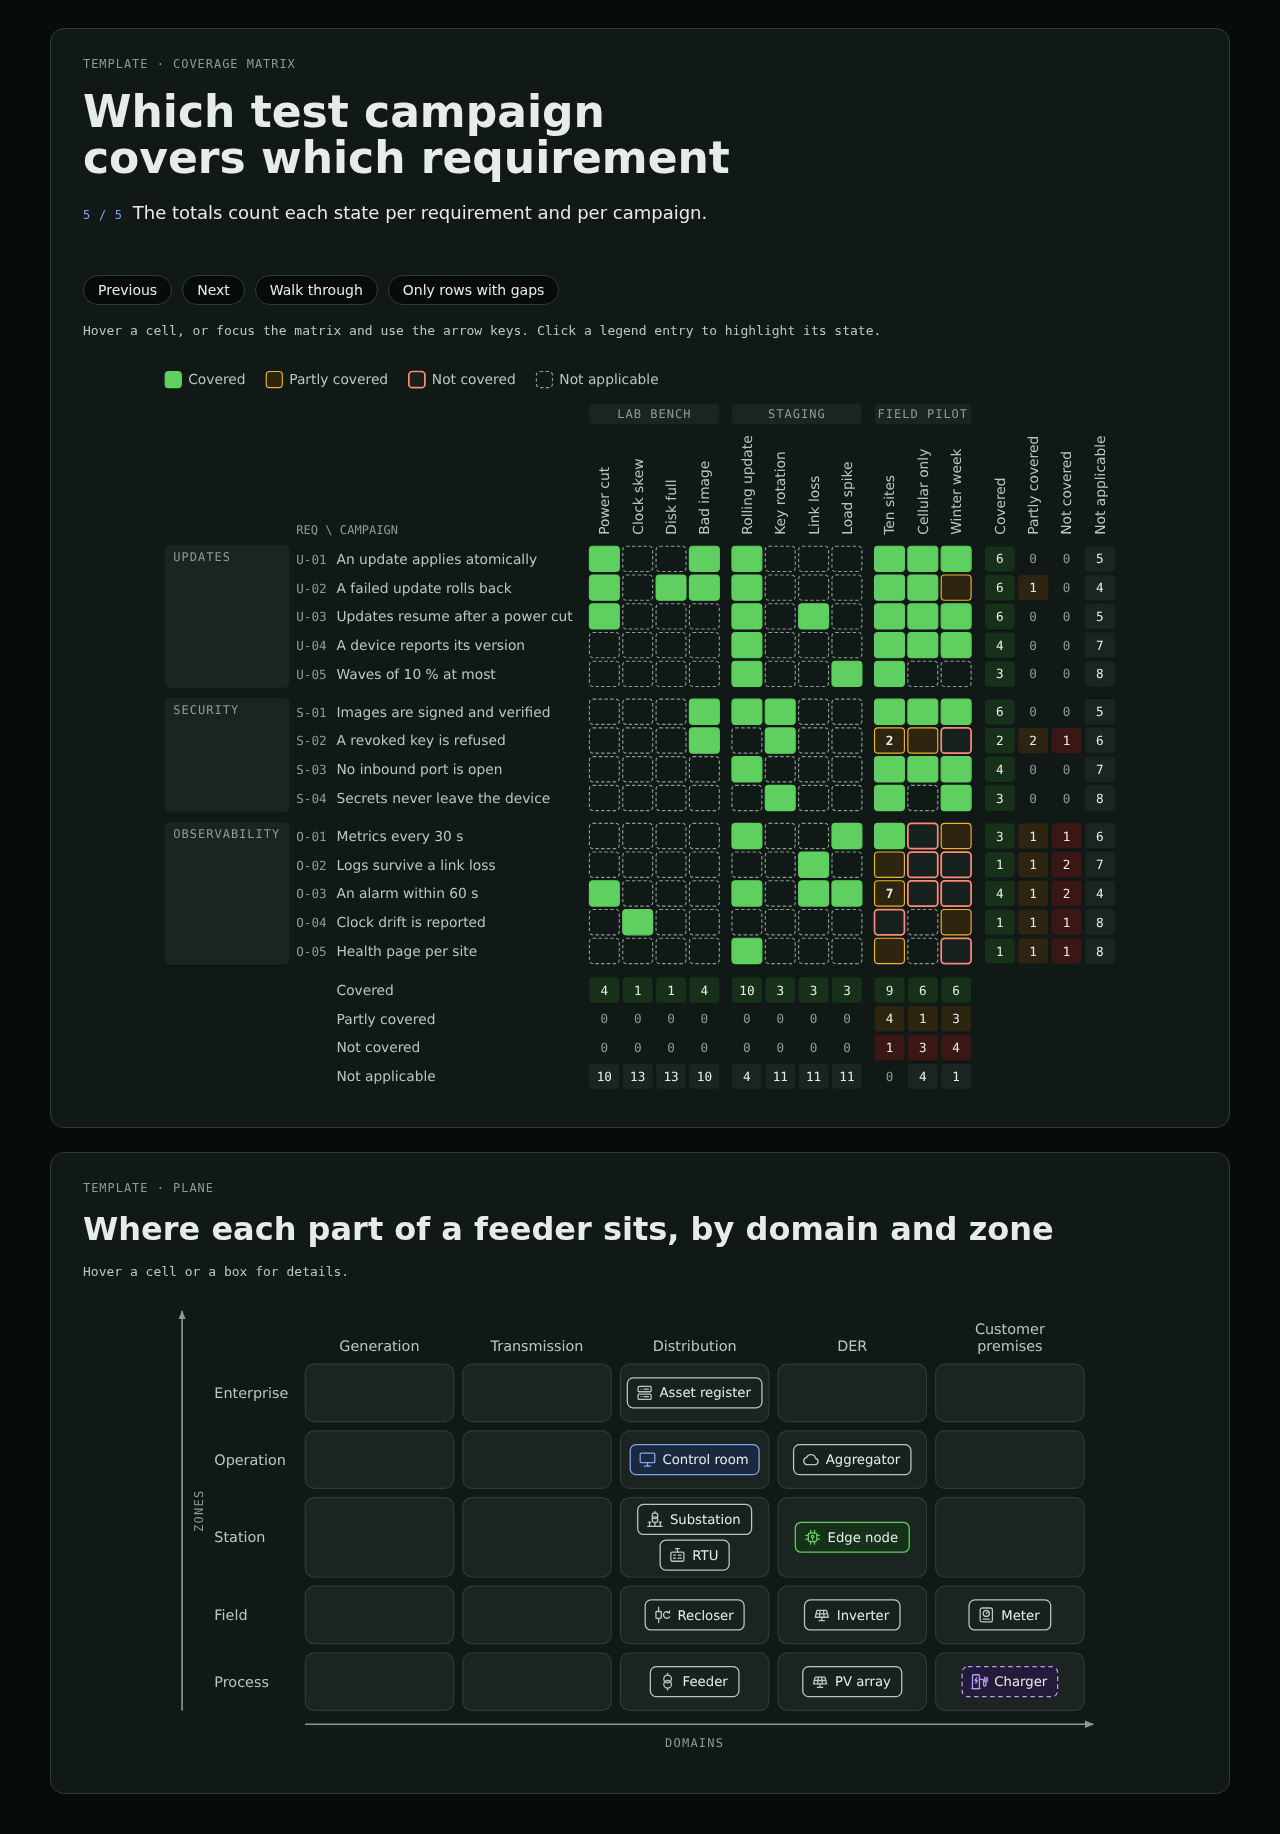 TEMPLATE · COVERAGE MATRIX
Which test campaign
covers which requirement
5 / 5 The totals count each state per requirement and per campaign.
Previous Next Walk through Only rows with gaps
Hover a cell, or focus the matrix and use the arrow keys. Click a legend entry to highlight its state.
Covered Partly covered Not covered Not applicable
LAB BENCH STAGING FIELD PILOT
REQ \ CAMPAIGN Power cut Clock skew Disk full Bad image Rolling update Key rotation Link loss Load spike Ten sites Cellular only Winter week Covered Partly covered Not covered Not applicable
UPDATES U-01 An update applies atomically 6 0 0 5
U-02 A failed update rolls back 6 1 0 4
U-03 Updates resume after a power cut 6 0 0 5
U-04 A device reports its version 4 0 0 7
U-05 Waves of 10 % at most 3 0 0 8
SECURITY S-01 Images are signed and verified 6 0 0 5
S-02 A revoked key is refused 2 2 2 1 6
S-03 No inbound port is open 4 0 0 7
S-04 Secrets never leave the device 3 0 0 8
OBSERVABILITY O-01 Metrics every 30 s 3 1 1 6
O-02 Logs survive a link loss 1 1 2 7
O-03 An alarm within 60 s 7 4 1 2 4
O-04 Clock drift is reported 1 1 1 8
O-05 Health page per site 1 1 1 8
Covered 4 1 1 4 10 3 3 3 9 6 6
Partly covered 0 0 0 0 0 0 0 0 4 1 3
Not covered 0 0 0 0 0 0 0 0 1 3 4
Not applicable 10 13 13 10 4 11 11 11 0 4 1
TEMPLATE · PLANE
Where each part of a feeder sits, by domain and zone
Hover a cell or a box for details.
Generation Transmission Distribution DER Customer
premises
Enterprise Asset register
Operation Control room Aggregator
ZONES
Station Substation Edge node
RTU
Field Recloser Inverter Meter
Process Feeder PV array Charger
DOMAINS